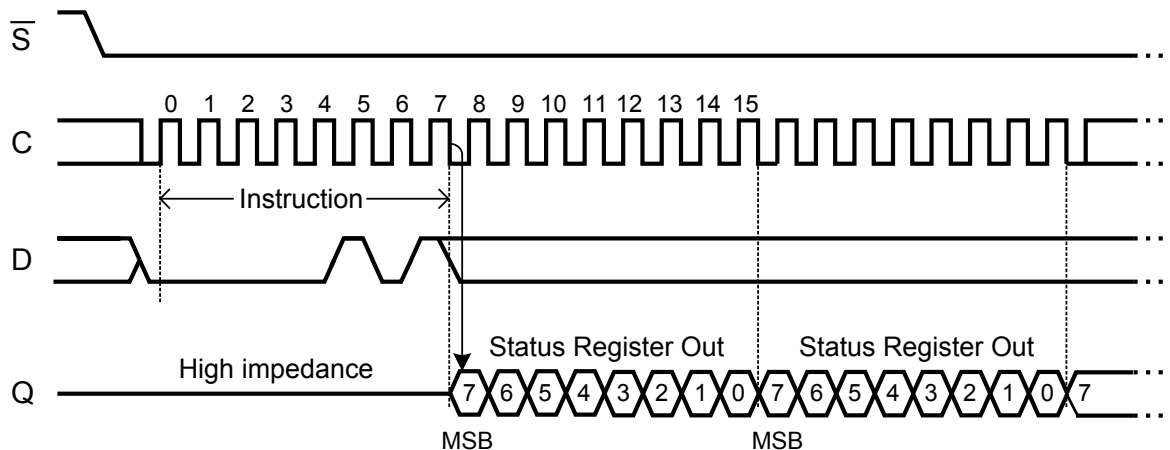 S
0 1 2 3 4 5 6 7 8 9 10 11 12 13 14 15
C
Instruction
D
Status Register Out Status Register Out
High impedance
Q 7 6 5 4 3 2 1 0 7 6 5 4 3 2 1 0 7
MSB MSB